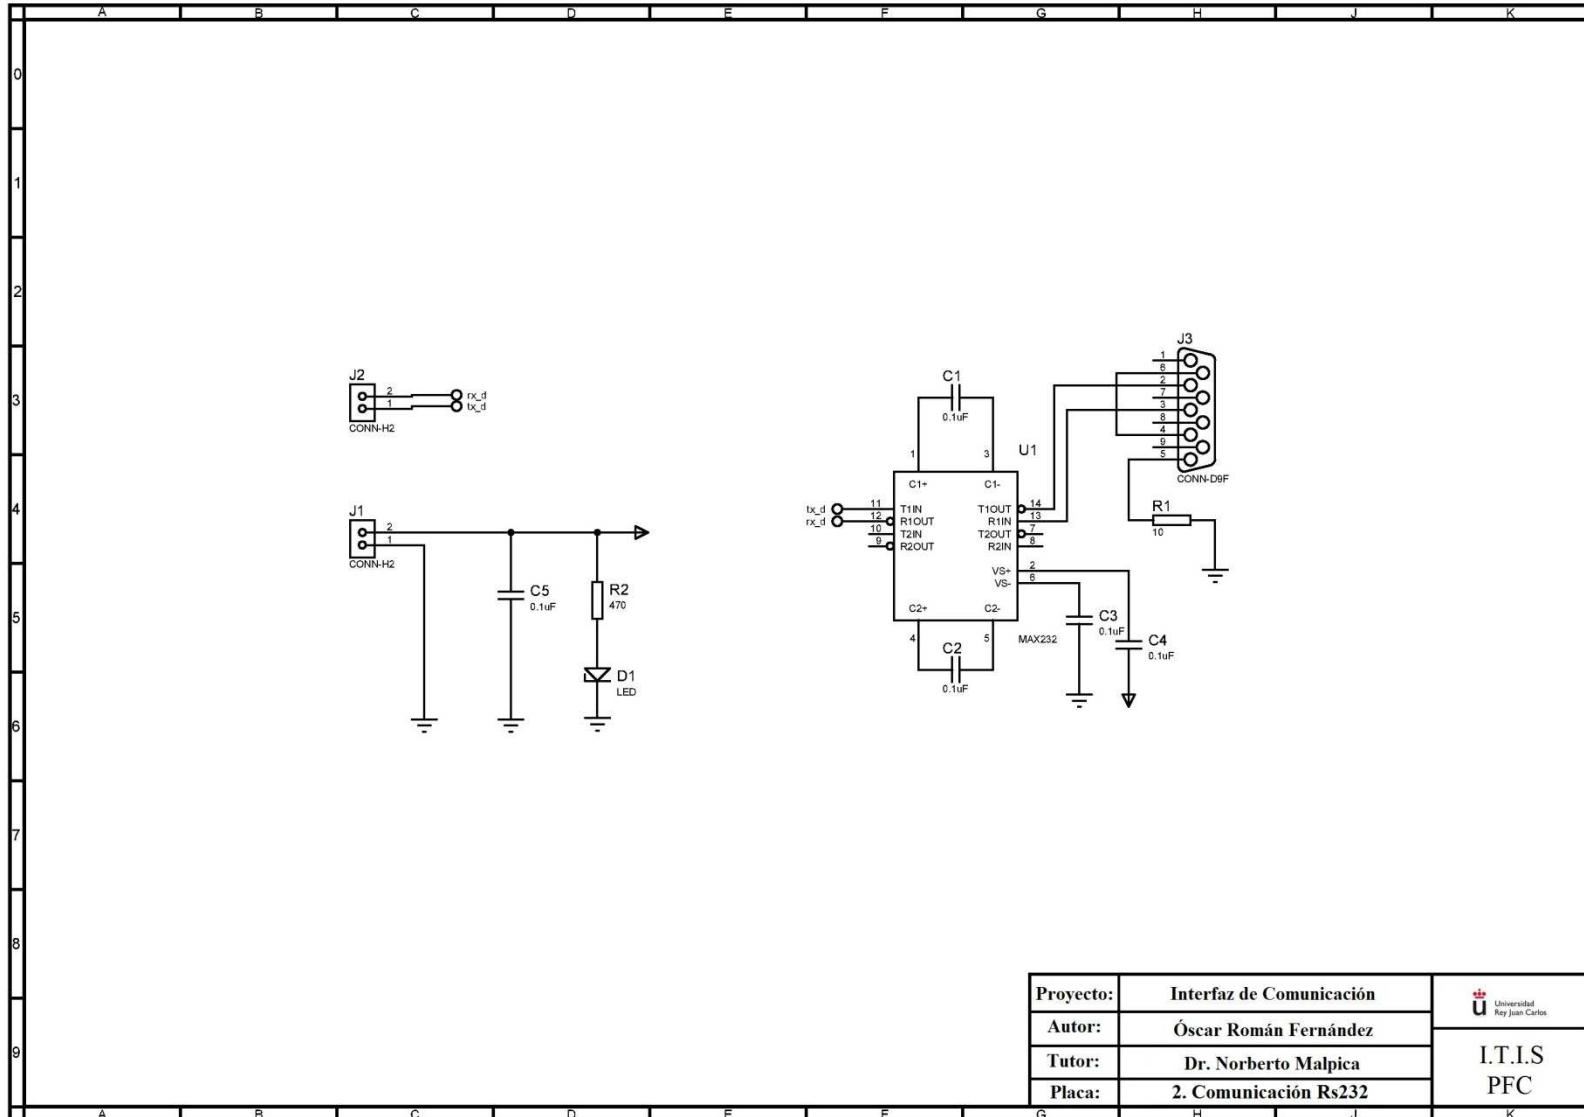 A B C D E F G H J K
0
1
2
3
4
5
6
7
8
9
J2
2
1
rx_d
tx_d
CONN-H2
J1
2
1
CONN-H2
C5
0.1uF
R2
470
D1
LED
C1
0.1uF
U1
1
3
C1+
C1-
tx_d
rx_d
11
12
10
9
T1IN
R1OUT
T2IN
R2OUT
T1OUT
R1IN
T2OUT
R2IN
14
13
7
8
VS+
VS-
2
6
C2+
C2-
4
5
MAX232
C2
0.1uF
C3
0.1uF
C4
0.1uF
J3
1
6
2
7
3
8
4
9
5
CONN-D9F
R1
10
Proyecto: Interfaz de Comunicación
Autor: Óscar Román Fernández
Tutor: Dr. Norberto Malpica
Placa: 2. Comunicación Rs232
u Universidad
Rey Juan Carlos
I.T.I.S
PFC
A B C D E F G H J K